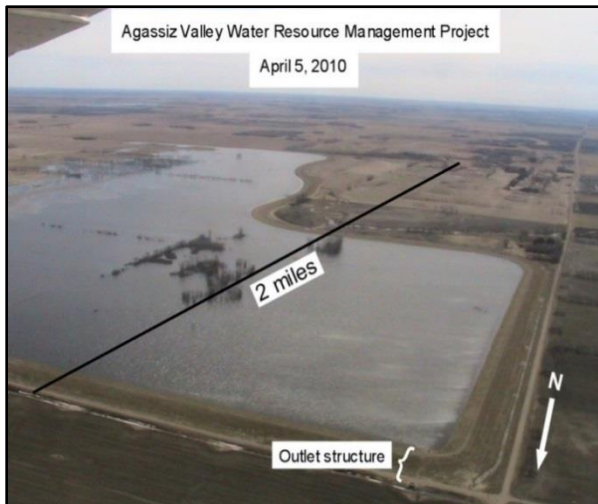 Agassiz Valley Water Resource Management Project
April 5, 2010
2 miles
N
Outlet structure